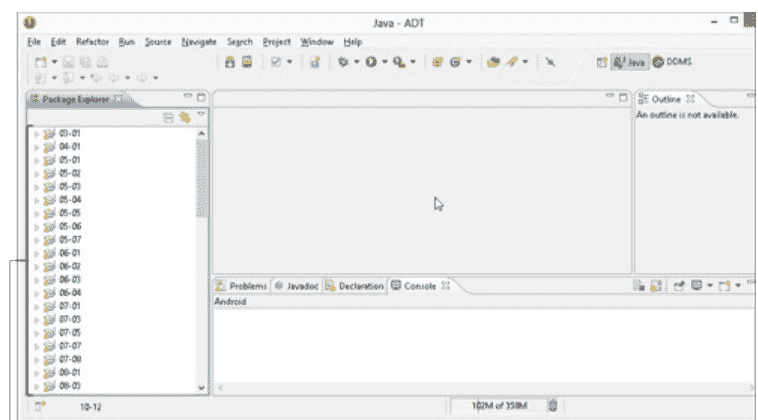 Java - ADT
File Edit Refactor Run Source Navigate Search Project Window Help
Java DDMS
Package Explorer
Outline
An outline is not available.
03-01
04-01
05-01
05-02
05-03
05-04
05-05
05-06
05-07
06-01
06-02
06-03
06-04
07-01
07-03
07-05
07-07
07-08
08-01
08-03
Problems @ Javadoc Declaration Console
Android
10-12
102M of 358M